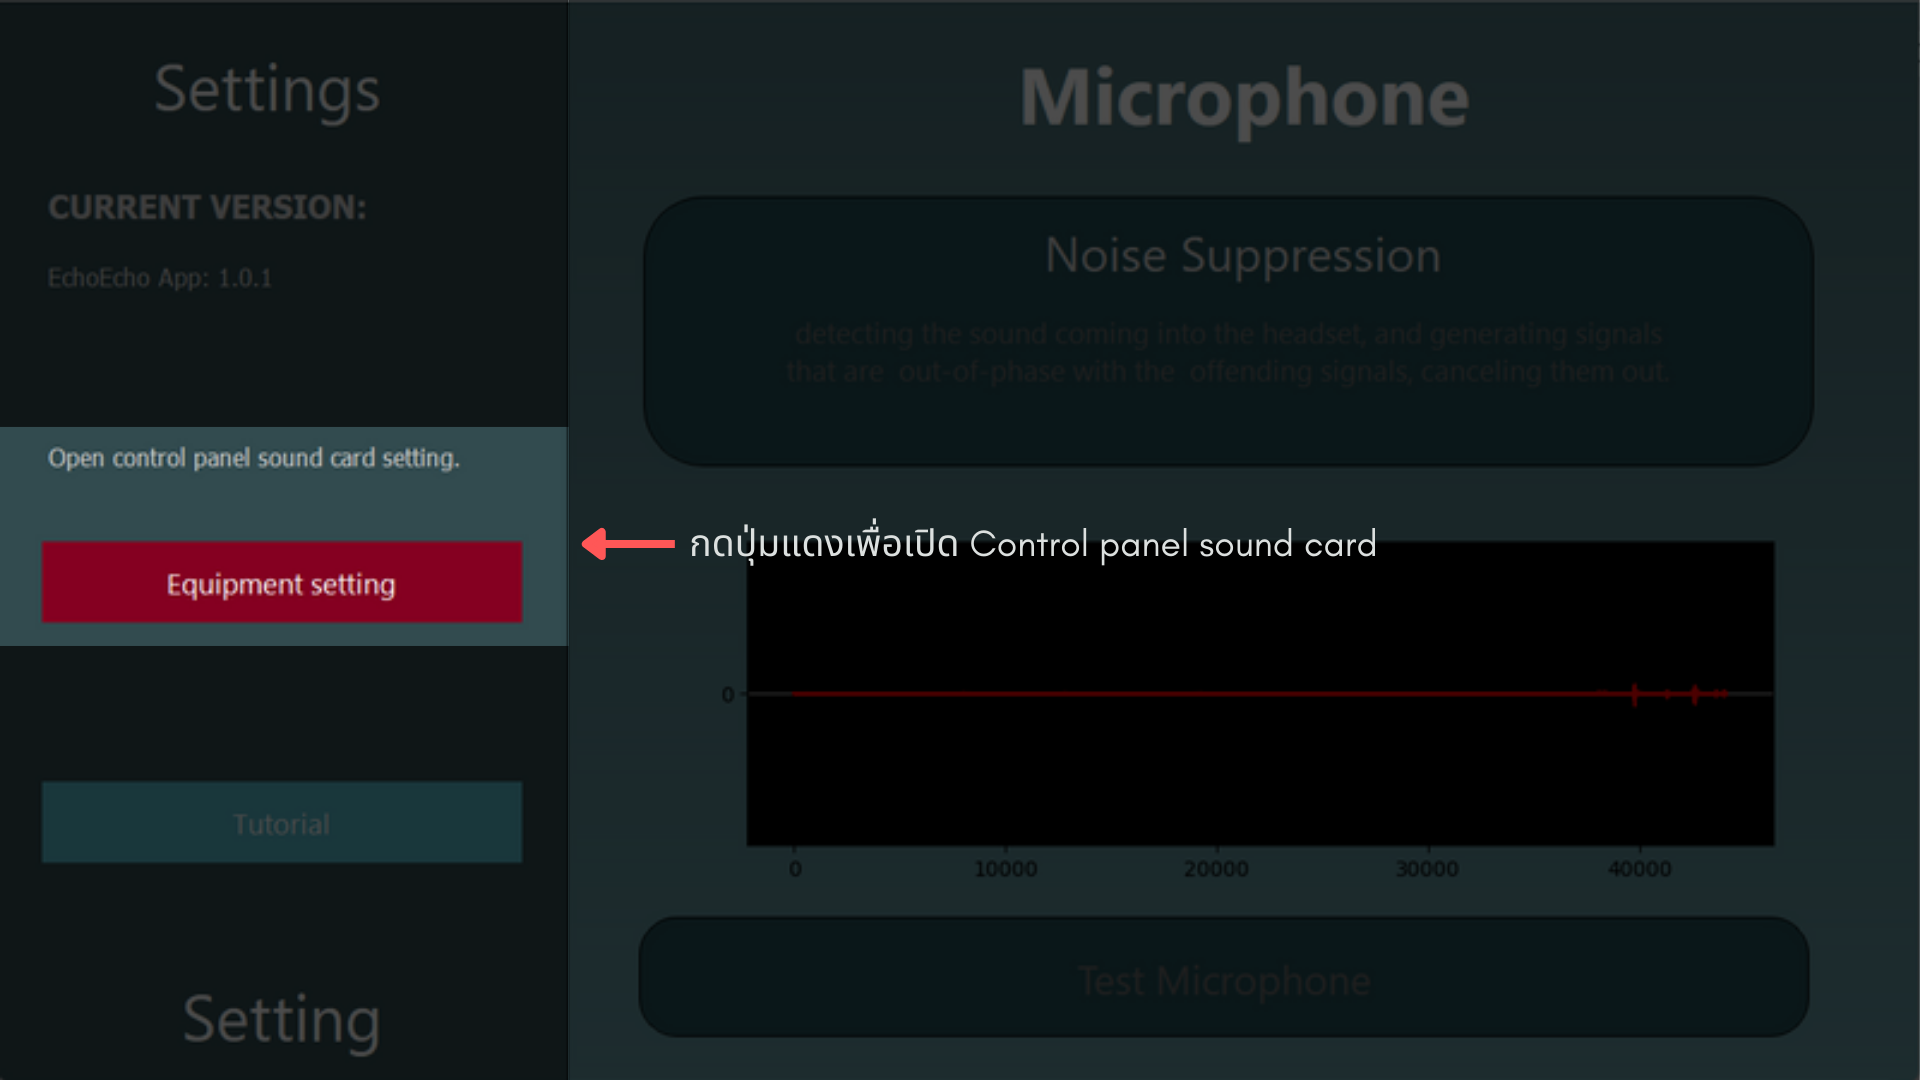 Settings
CURRENT VERSION:
EchoEcho App: 1.0.1
Open control panel sound card setting.
Equipment setting
Tutorial
Setting
Microphone
Noise Suppression
detecting the sound coming into the headset, and generating signals
that are out-of-phase with the offending signals, canceling them out.
กดปุ่มแดงเพื่อเปิด Control panel sound card
0
0 10000 20000 30000 40000
Test Microphone